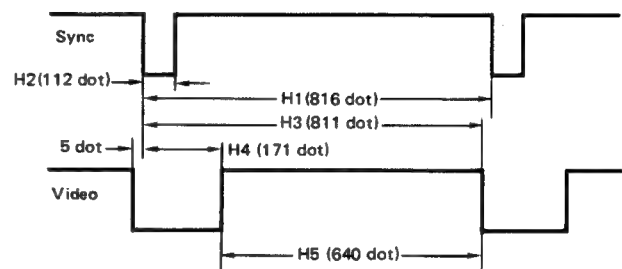 Sync
H2(112 dot)
H1(816 dot)
H3(811 dot)
5 dot
H4 (171 dot)
Video
H5 (640 dot)